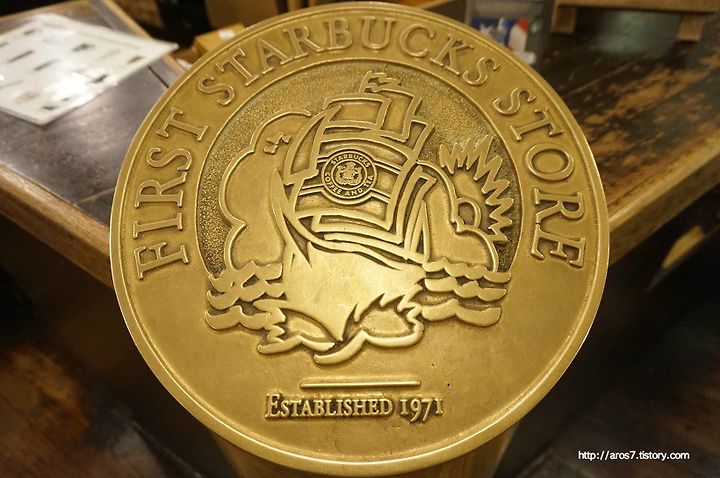 FIRST STARBUCKS STORE
STARBUCKS
COFFEE AND TEA
ESTABLISHED 1971
http://aros7.tistory.com